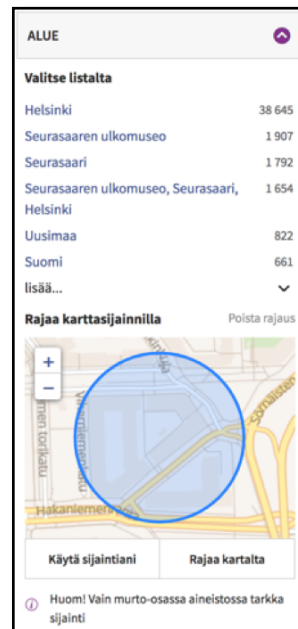 ALUE
Valitse listalta
Helsinki 38 645
Seurasaaren ulkomuseo 1 907
Seurasaari 1 792
Seurasaaren ulkomuseo, Seurasaari, 1 654
Helsinki
Uusimaa 822
Suomi 661
lisää...
Rajaa karttasijainnilla Poista rajaus
+
−
Hakaniemenranta
Käytä sijaintiani Rajaa kartalta
Huom! Vain murto-osassa aineistossa tarkka
sijainti